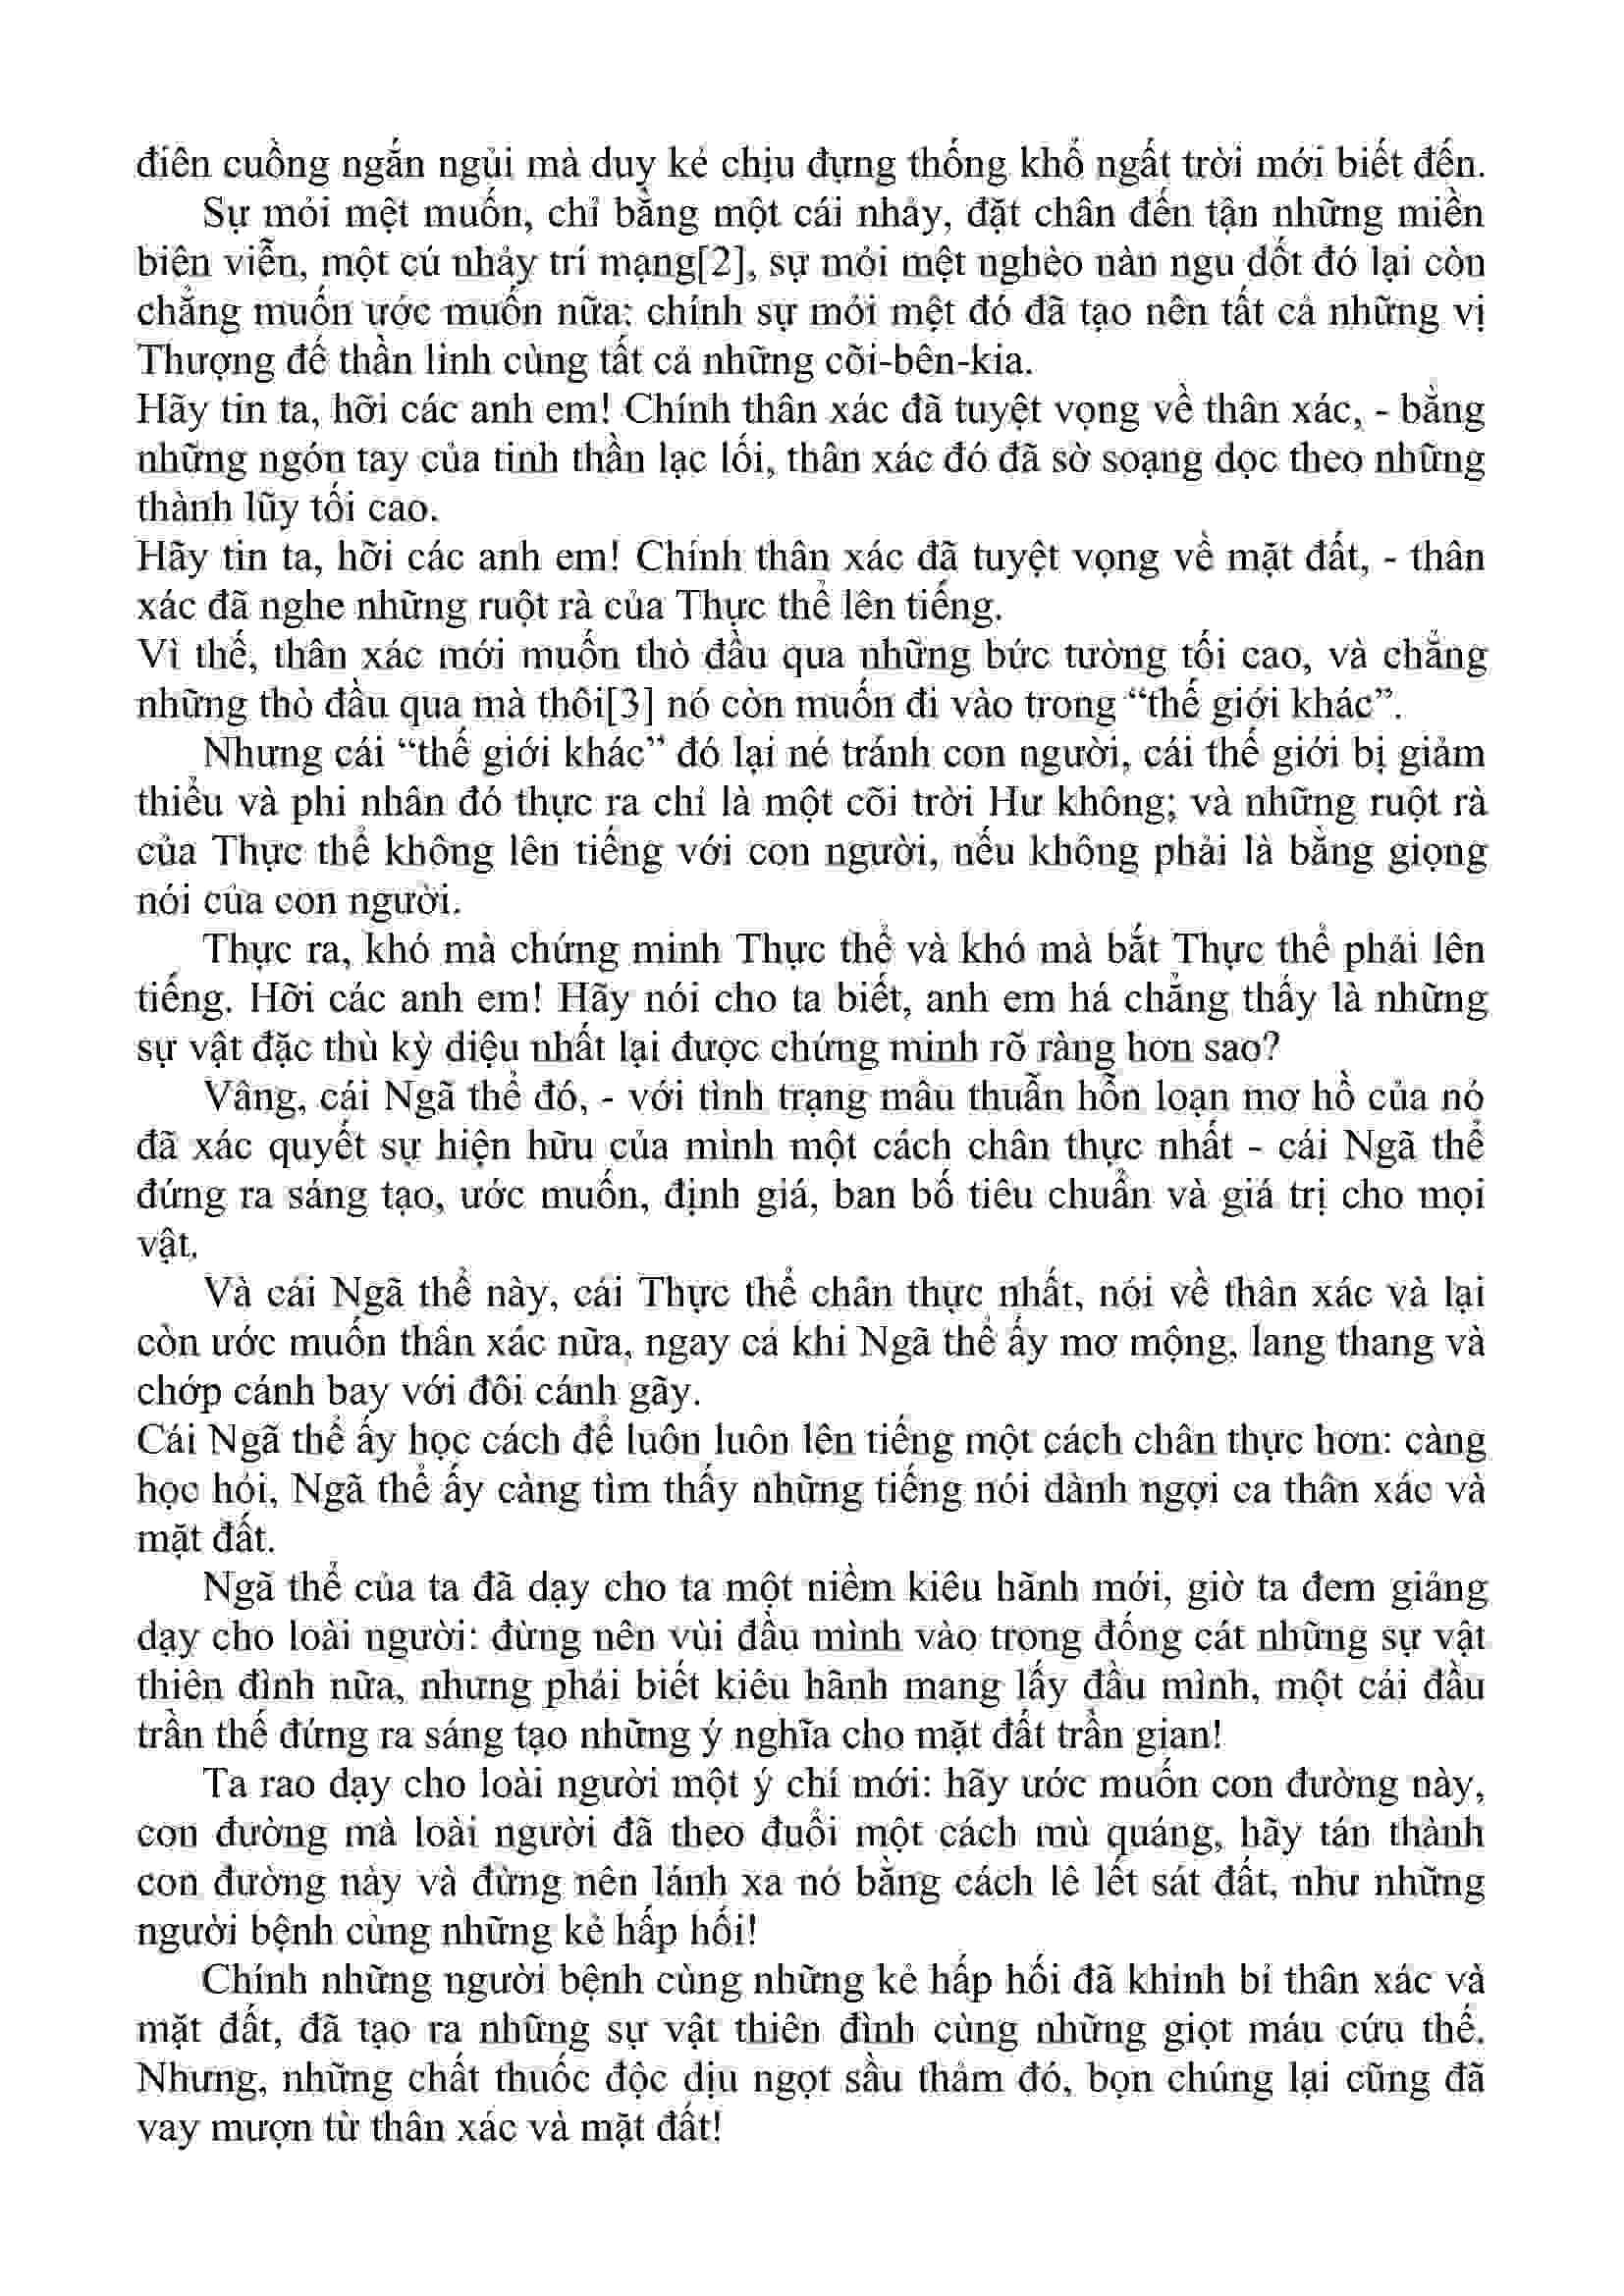 điên cuồng ngắn ngủi mà duy kẻ chịu đựng thống khổ ngất trời mới biết đến.
Sự mỏi mệt muốn, chỉ bằng một cái nhảy, đặt chân đến tận những miền
biên viễn, một cú nhảy trí mạng[2], sự mỏi mệt nghèo nàn ngu dốt đó lại còn
chẳng muốn ước muốn nữa: chính sự mỏi mệt đó đã tạo nên tất cả những vị
Thượng đế thần linh cùng tất cả những cõi-bên-kia.
Hãy tin ta, hỡi các anh em! Chính thân xác đã tuyệt vọng về thân xác, - bằng
những ngón tay của tinh thần lạc lối, thân xác đó đã sờ soạng dọc theo những
thành lũy tối cao.
Hãy tin ta, hỡi các anh em! Chính thân xác đã tuyệt vọng về mặt đất, - thân
xác đã nghe những ruột rà của Thực thể lên tiếng.
Vì thế, thân xác mới muốn thò đầu qua những bức tường tối cao, và chẳng
những thò đầu qua mà thôi[3] nó còn muốn đi vào trong “thế giới khác”.
Nhưng cái “thế giới khác” đó lại né tránh con người, cái thế giới bị giảm
thiểu và phi nhân đó thực ra chỉ là một cõi trời Hư không; và những ruột rà
của Thực thể không lên tiếng với con người, nếu không phải là bằng giọng
nói của con người.
Thực ra, khó mà chứng minh Thực thể và khó mà bắt Thực thể phải lên
tiếng. Hỡi các anh em! Hãy nói cho ta biết, anh em há chẳng thấy là những
sự vật đặc thù kỳ diệu nhất lại được chứng minh rõ ràng hơn sao?
Vâng, cái Ngã thể đó, - với tình trạng mâu thuẫn hỗn loạn mơ hồ của nó
đã xác quyết sự hiện hữu của mình một cách chân thực nhất - cái Ngã thể
đứng ra sáng tạo, ước muốn, định giá, ban bố tiêu chuẩn và giá trị cho mọi
vật.
Và cái Ngã thể này, cái Thực thể chân thực nhất, nói về thân xác và lại
còn ước muốn thân xác nữa, ngay cả khi Ngã thể ấy mơ mộng, lang thang và
chớp cánh bay với đôi cánh gãy.
Cái Ngã thể ấy học cách để luôn luôn lên tiếng một cách chân thực hơn: càng
học hỏi, Ngã thể ấy càng tìm thấy những tiếng nói dành ngợi ca thân xác và
mặt đất.
Ngã thể của ta đã dạy cho ta một niềm kiêu hãnh mới, giờ ta đem giảng
dạy cho loài người: đừng nên vùi đầu mình vào trong đống cát những sự vật
thiên đình nữa, nhưng phải biết kiêu hãnh mang lấy đầu mình, một cái đầu
trần thế đứng ra sáng tạo những ý nghĩa cho mặt đất trần gian!
Ta rao dạy cho loài người một ý chí mới: hãy ước muốn con đường này,
con đường mà loài người đã theo đuổi một cách mù quáng, hãy tán thành
con đường này và đừng nên lánh xa nó bằng cách lê lết sát đất, như những
người bệnh cùng những kẻ hấp hối!
Chính những người bệnh cùng những kẻ hấp hối đã khinh bỉ thân xác và
mặt đất, đã tạo ra những sự vật thiên đình cùng những giọt máu cứu thế.
Nhưng, những chất thuốc độc dịu ngọt sầu thảm đó, bọn chúng lại cũng đã
vay mượn từ thân xác và mặt đất!